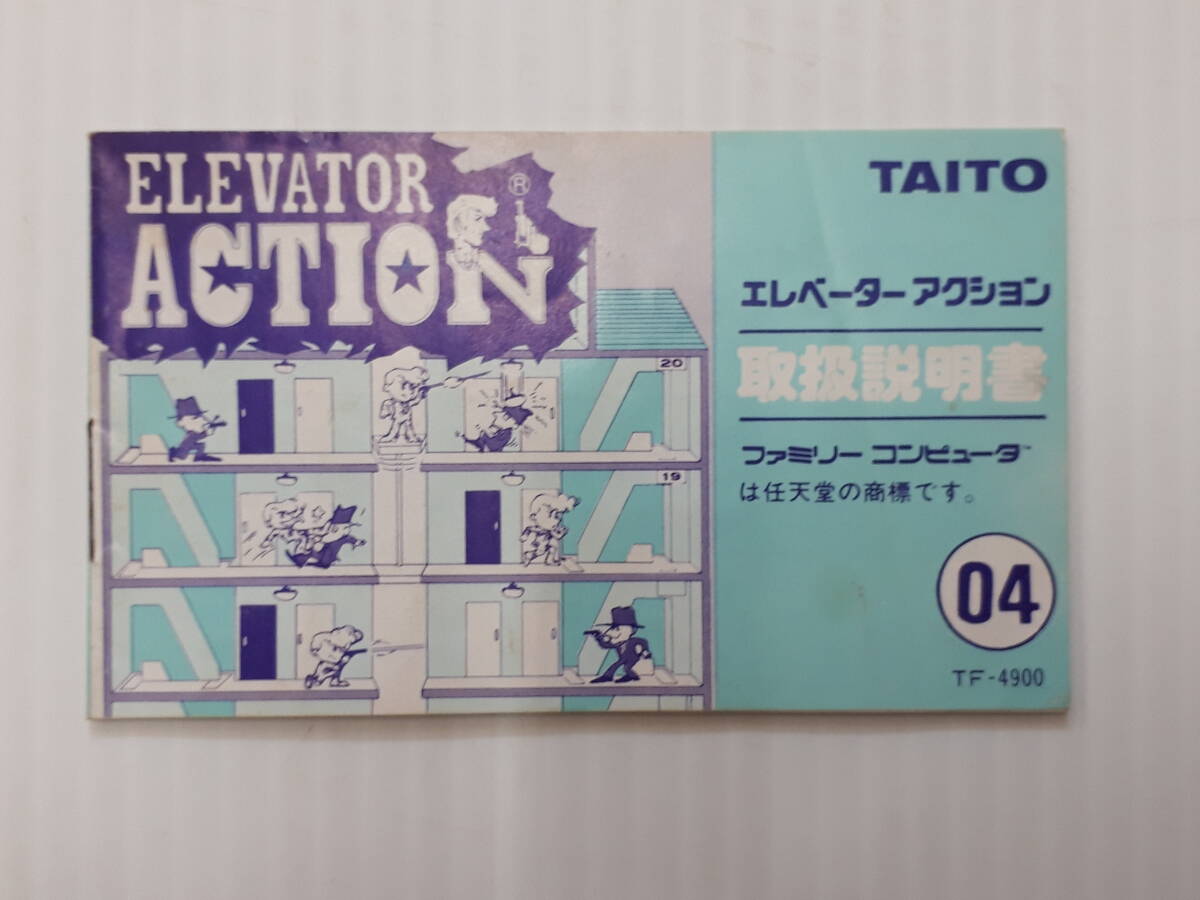 ELEVATOR
ACTION
®
20
19
TAITO
エレベーターアクション
取扱説明書
ファミリーコンピュータ™
は任天堂の商標です。
04
TF-4900